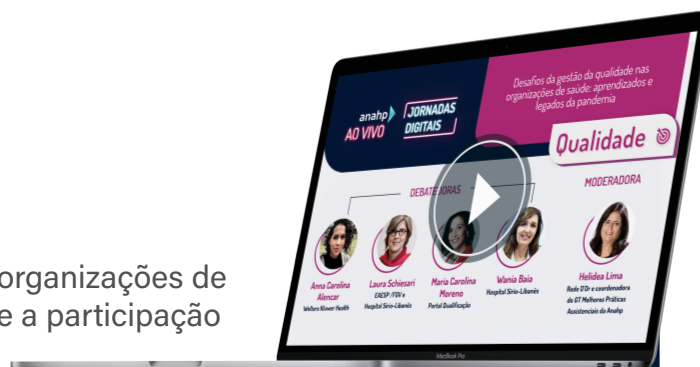 organizações de
e a participação
anahp
AO VIVO
JORNADAS
DIGITAIS
Desafios da gestão da qualidade nas
organizações de saúde: aprendizados e
legados da pandemia
Qualidade
DEBATEDORAS
MODERADORA
Anna Carolina
Alencar
Wolters Kluwer Health
Laura Schiesari
EAESP /FGV e
Hospital Sírio-Libanês
Maria Carolina
Moreno
Portal Qualificação
Wania Baia
Hospital Sírio-Libanês
Helidea Lima
Rede D'Or e coordenadora
do GT Melhores Práticas
Assistenciais da Anahp
MacBook Pro